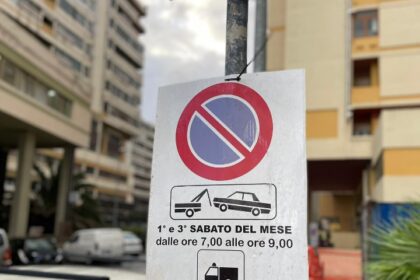 1° e 3° SABATO DEL MESE
dalle ore 7,00 alle ore 9,00